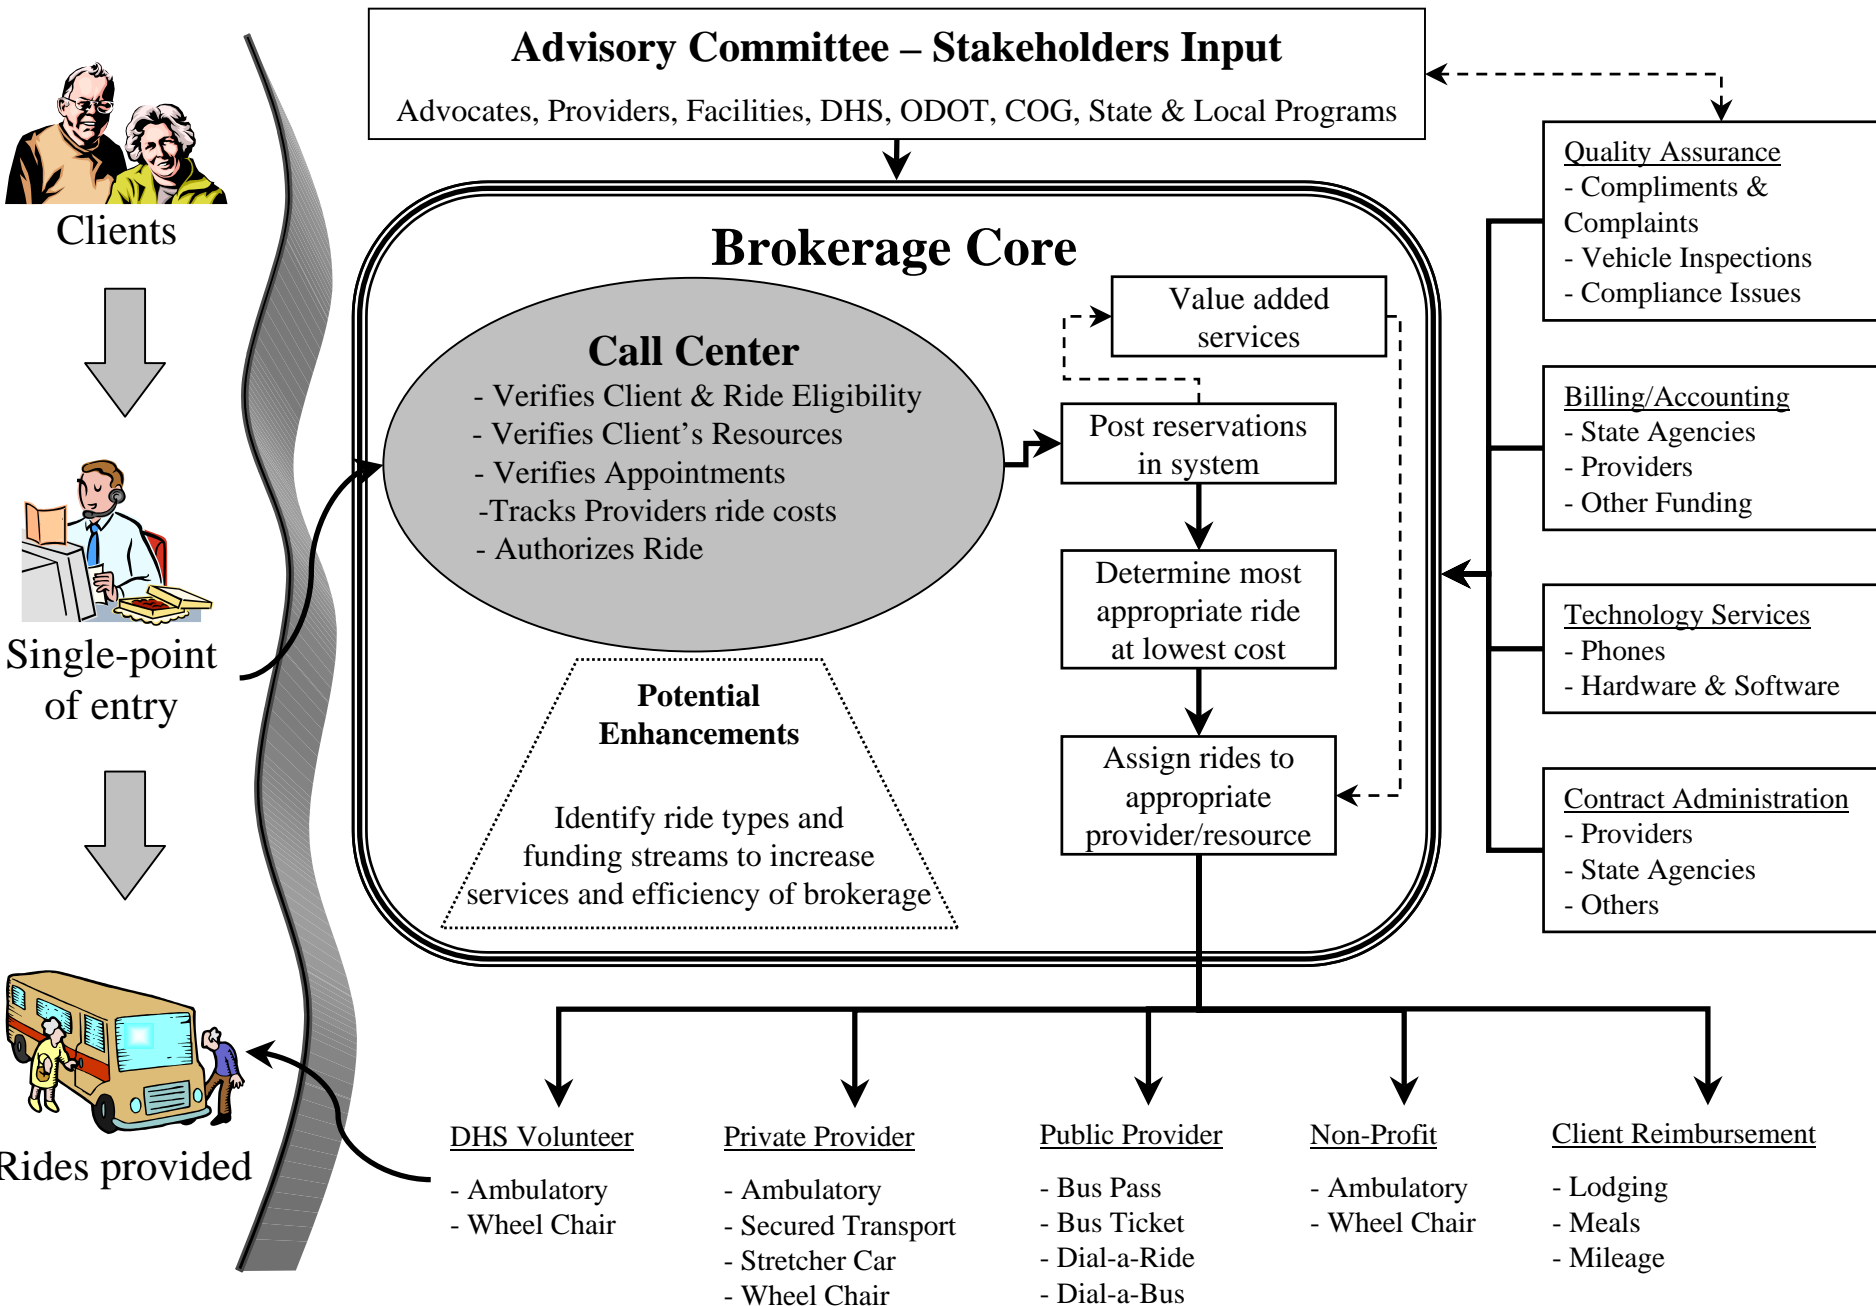 Advisory Committee – Stakeholders Input
Advocates, Providers, Facilities, DHS, ODOT, COG, State & Local Programs
Clients
Single-point
of entry
Rides provided
Brokerage Core
Call Center
- Verifies Client & Ride Eligibility
- Verifies Client’s Resources
- Verifies Appointments
-Tracks Providers ride costs
- Authorizes Ride
Potential
Enhancements
Identify ride types and
funding streams to increase
services and efficiency of brokerage
Value added
services
Post reservations
in system
Determine most
appropriate ride
at lowest cost
Assign rides to
appropriate
provider/resource
Quality Assurance
- Compliments &
Complaints
- Vehicle Inspections
- Compliance Issues
Billing/Accounting
- State Agencies
- Providers
- Other Funding
Technology Services
- Phones
- Hardware & Software
Contract Administration
- Providers
- State Agencies
- Others
DHS Volunteer
- Ambulatory
- Wheel Chair
Private Provider
- Ambulatory
- Secured Transport
- Stretcher Car
- Wheel Chair
Public Provider
- Bus Pass
- Bus Ticket
- Dial-a-Ride
- Dial-a-Bus
Non-Profit
- Ambulatory
- Wheel Chair
Client Reimbursement
- Lodging
- Meals
- Mileage